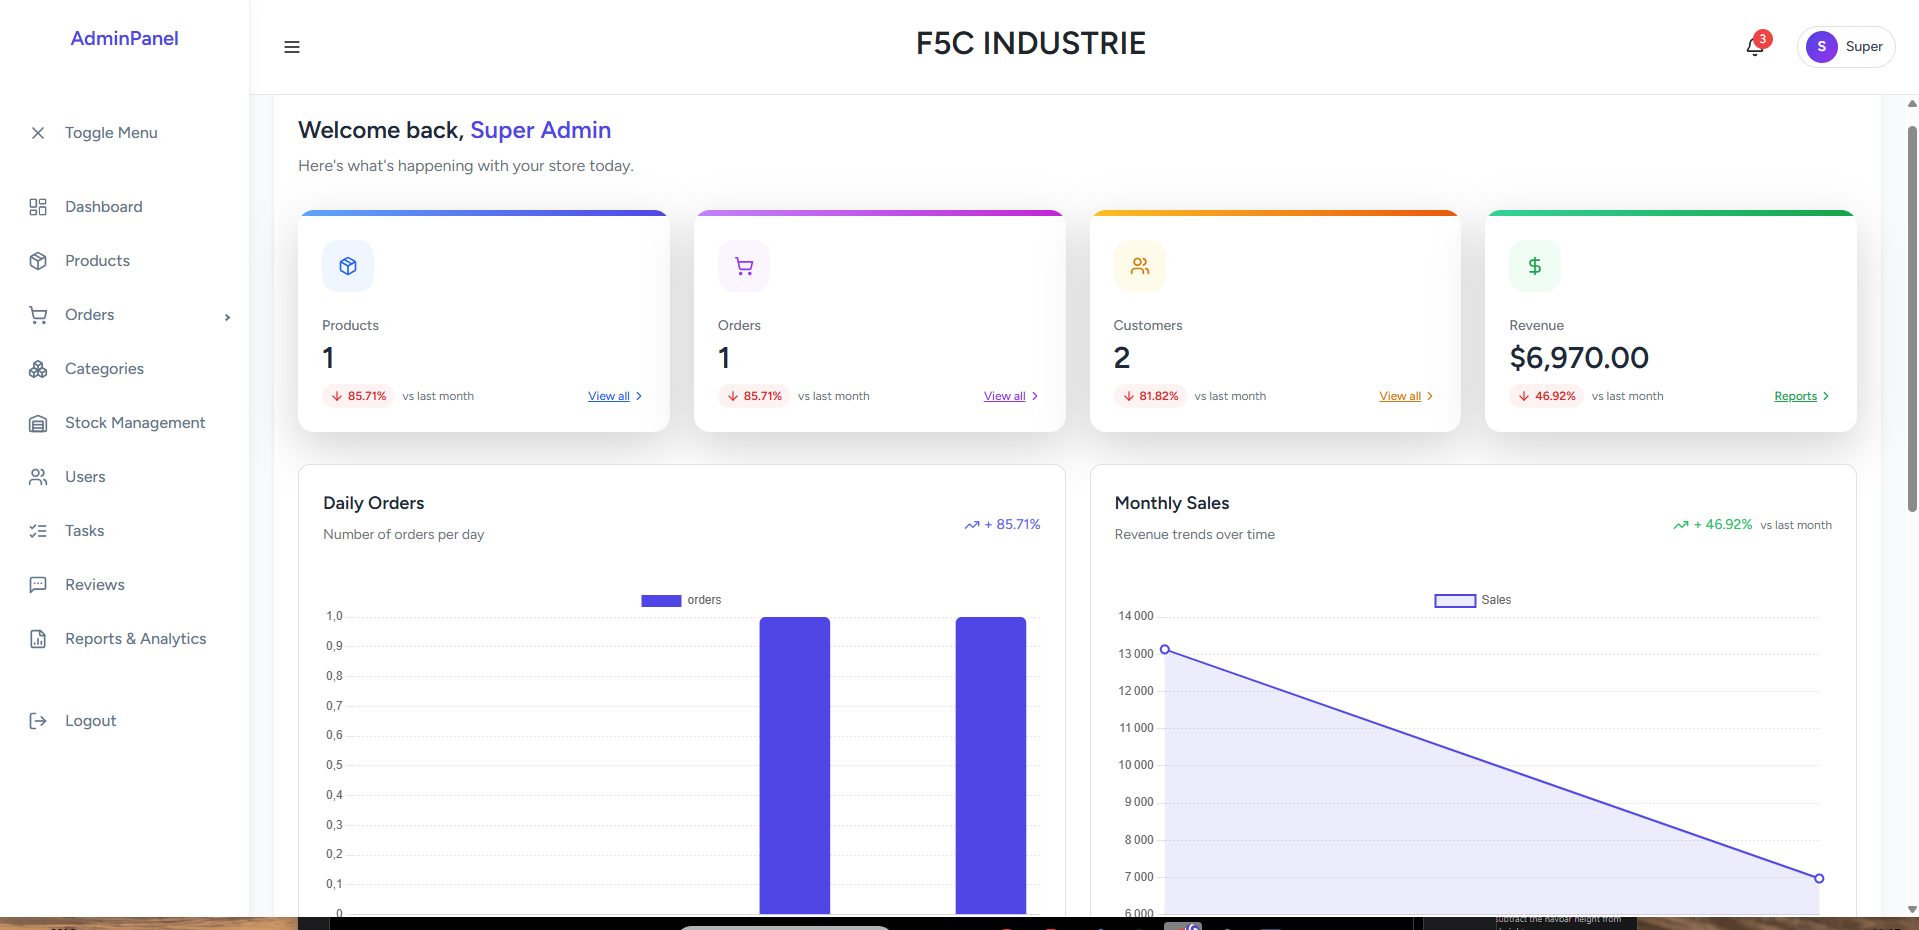 AdminPanel
F5C INDUSTRIE
3
S
Super
Toggle Menu
Dashboard
Products
Orders
Categories
Stock Management
Users
Tasks
Reviews
Reports & Analytics
Logout
Welcome back, Super Admin
Here's what's happening with your store today.
Products
1
85.71% vs last month
View all
Orders
1
85.71% vs last month
View all
Customers
2
81.82% vs last month
View all
$
Revenue
$6,970.00
46.92% vs last month
Reports
Daily Orders
Number of orders per day
+ 85.71%
orders
1,0
0,9
0,8
0,7
0,6
0,5
0,4
0,3
0,2
0,1
0
Monthly Sales
Revenue trends over time
+ 46.92% vs last month
Sales
14 000
13 000
12 000
11 000
10 000
9 000
8 000
7 000
6 000
subtract the navbar height from